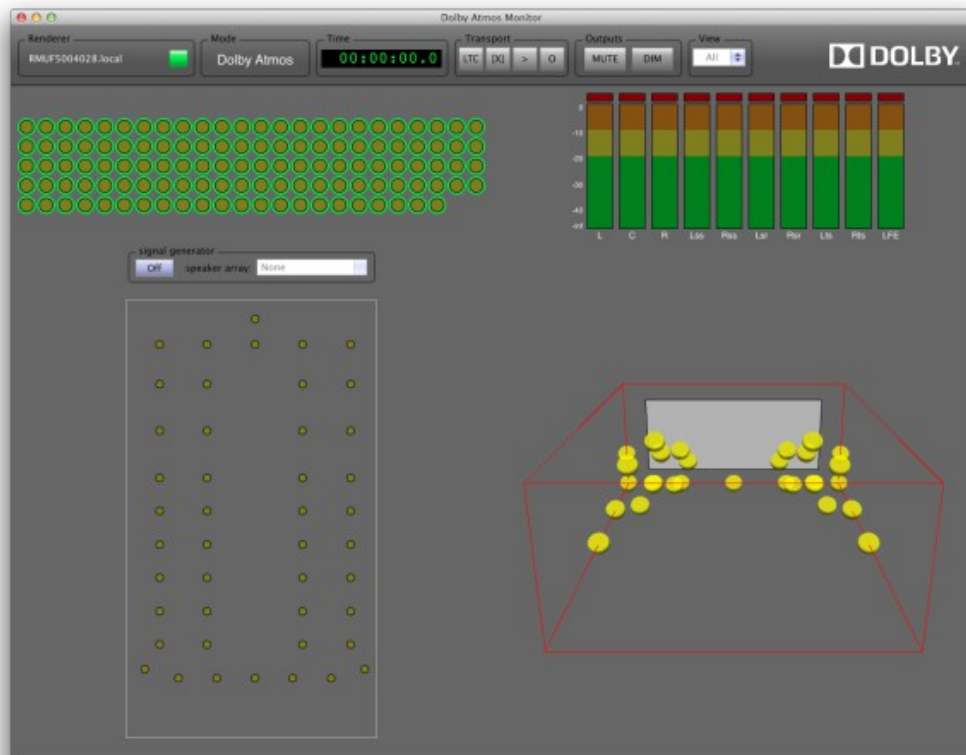 Dolby Atmos Monitor
Renderer
RMUFS004028.local
Mode
Dolby Atmos
Time
00:00:00.0
Transport
LTC [X] > O
Outputs
MUTE DIM
View
All
DOLBY
0
-10
-20
-30
-40
-inf
L C R Lss Rss Lsr Rsr Lts Rts LFE
signal generator
Off speaker array: None